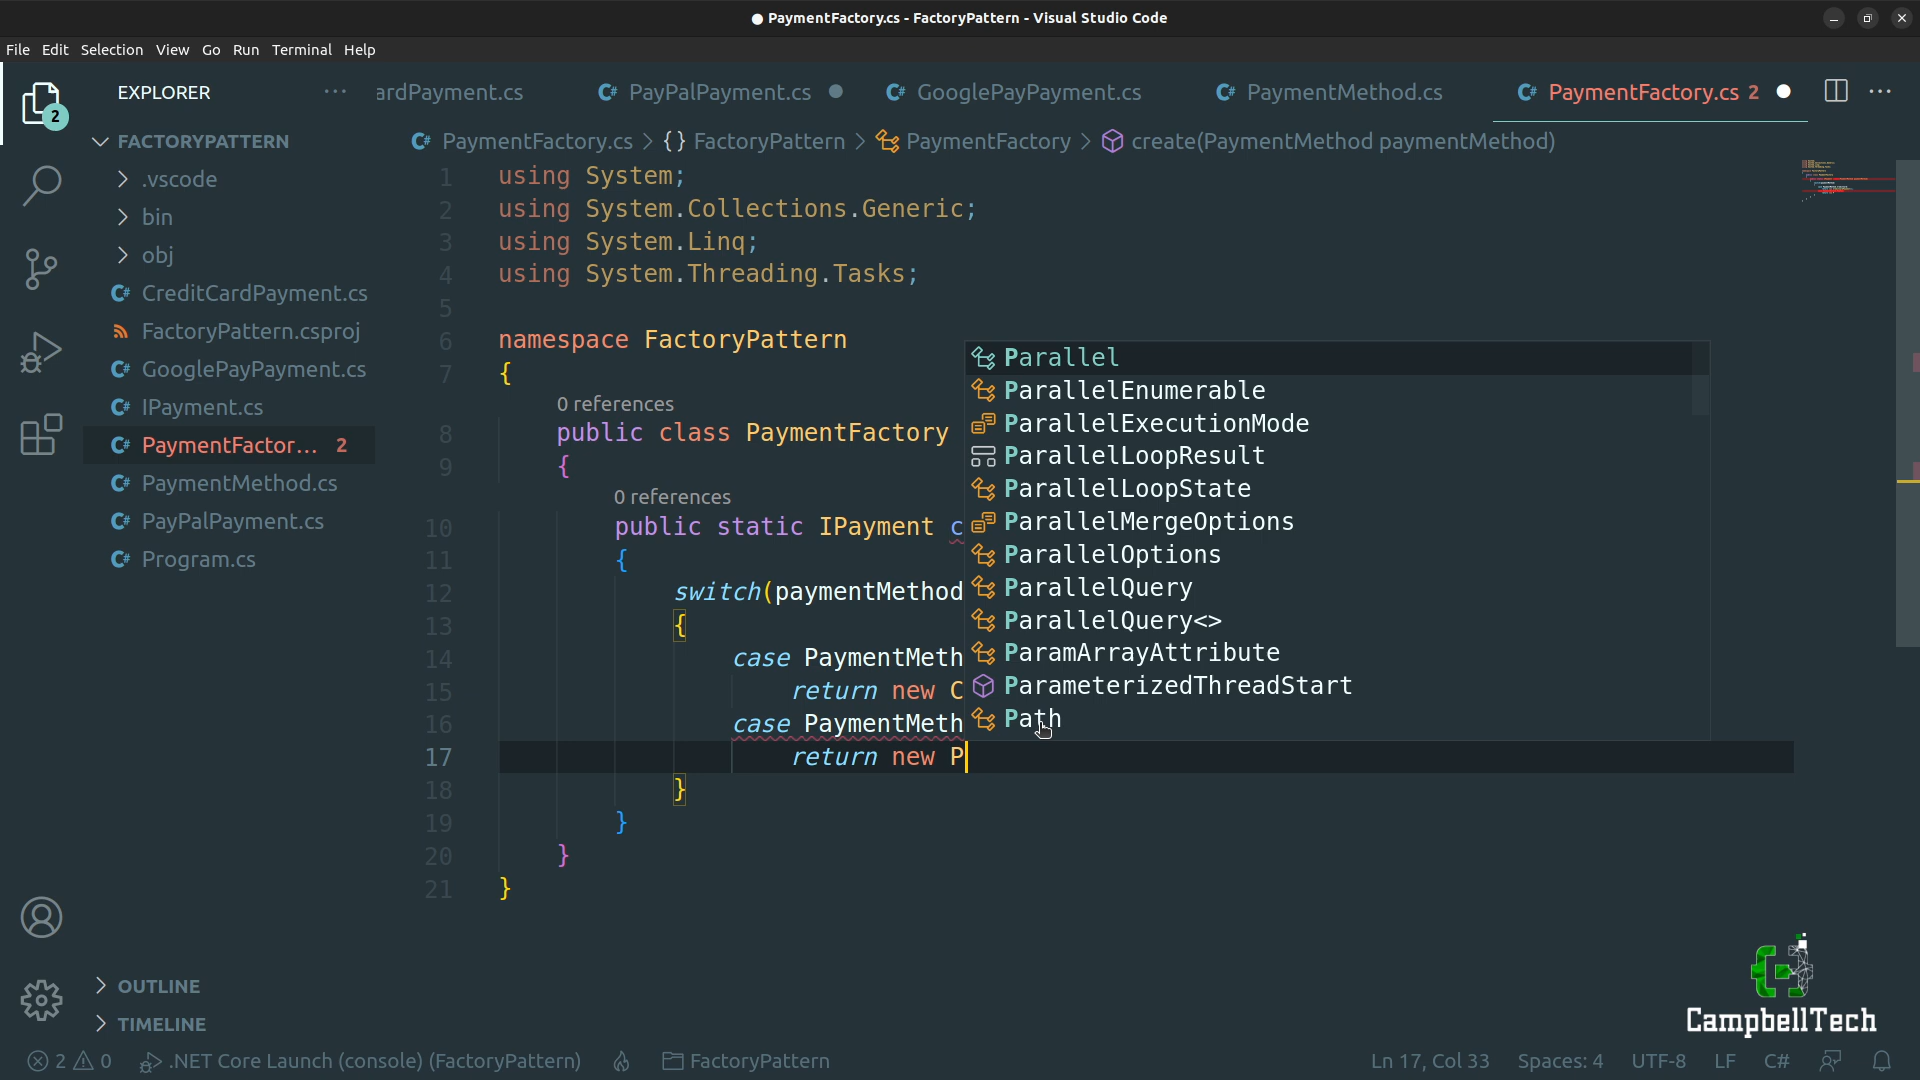 PaymentFactory.cs - FactoryPattern - Visual Studio Code
File Edit Selection View Go Run Terminal Help
2
EXPLORER
ardPayment.cs
C# PayPalPayment.cs
C# GooglePayPayment.cs
C# PaymentMethod.cs
C# PaymentFactory.cs 2
FACTORYPATTERN
.vscode
bin
obj
C# CreditCardPayment.cs
FactoryPattern.csproj
C# GooglePayPayment.cs
C# IPayment.cs
C# PaymentFactor... 2
C# PaymentMethod.cs
C# PayPalPayment.cs
C# Program.cs
OUTLINE
TIMELINE
C# PaymentFactory.cs > {} FactoryPattern > PaymentFactory > create(PaymentMethod paymentMethod)
1 using System;
2 using System.Collections.Generic;
3 using System.Linq;
4 using System.Threading.Tasks;
5
6 namespace FactoryPattern
7 {
0 references
8 public class PaymentFactory
9 {
0 references
10 public static IPayment c
11 {
12 switch(paymentMethod
13 {
14 case PaymentMeth
15 return new C
16 case PaymentMeth
17 return new P
18 }
19 }
20 }
21 }
Parallel
ParallelEnumerable
ParallelExecutionMode
ParallelLoopResult
ParallelLoopState
ParallelMergeOptions
ParallelOptions
ParallelQuery
ParallelQuery<>
ParamArrayAttribute
ParameterizedThreadStart
Path
CampbellTech
2 0 .NET Core Launch (console) (FactoryPattern) FactoryPattern Ln 17, Col 33 Spaces: 4 UTF-8 LF C#